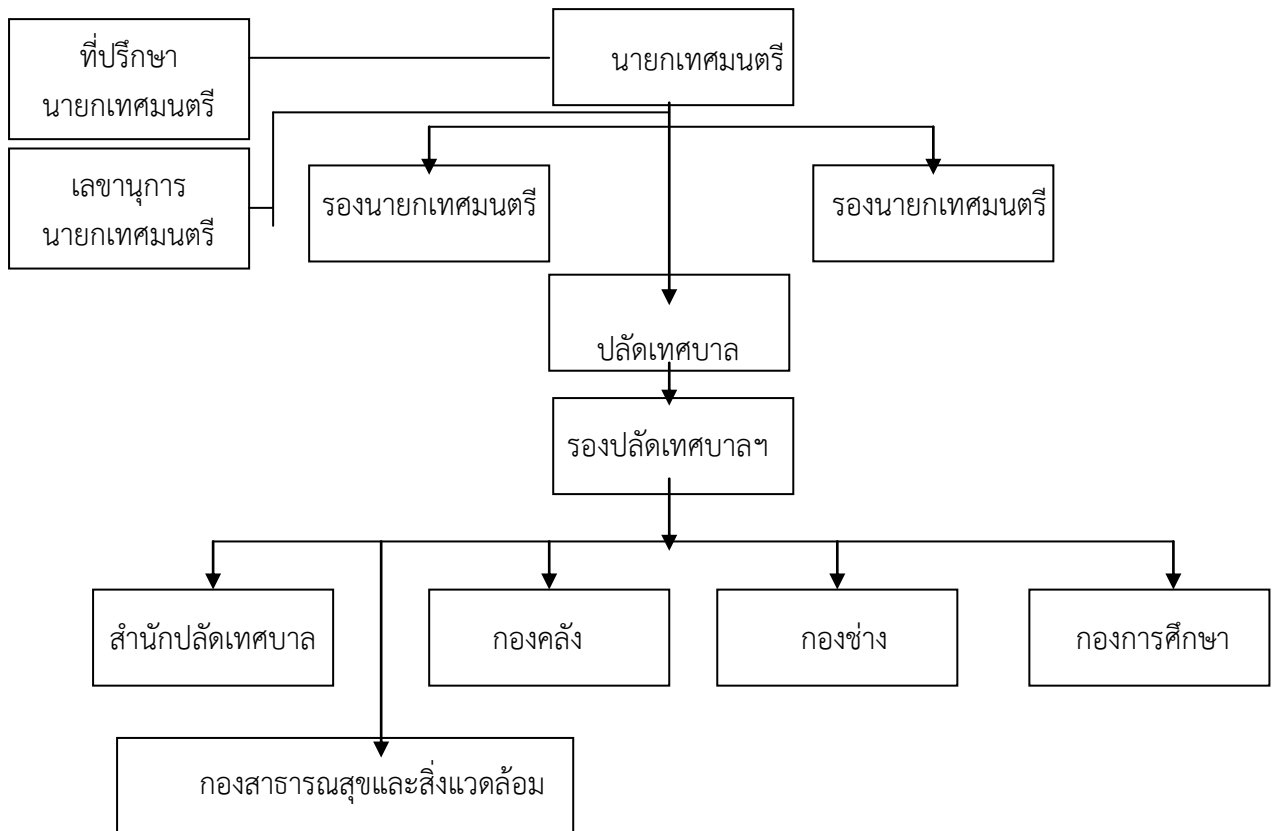 ที่ปรึกษา
นายกเทศมนตรี
นายกเทศมนตรี
เลขานุการ
นายกเทศมนตรี
รองนายกเทศมนตรี
รองนายกเทศมนตรี
ปลัดเทศบาล
รองปลัดเทศบาลฯ
สำนักปลัดเทศบาล
กองคลัง
กองช่าง
กองการศึกษา
กองสาธารณสุขและสิ่งแวดล้อม